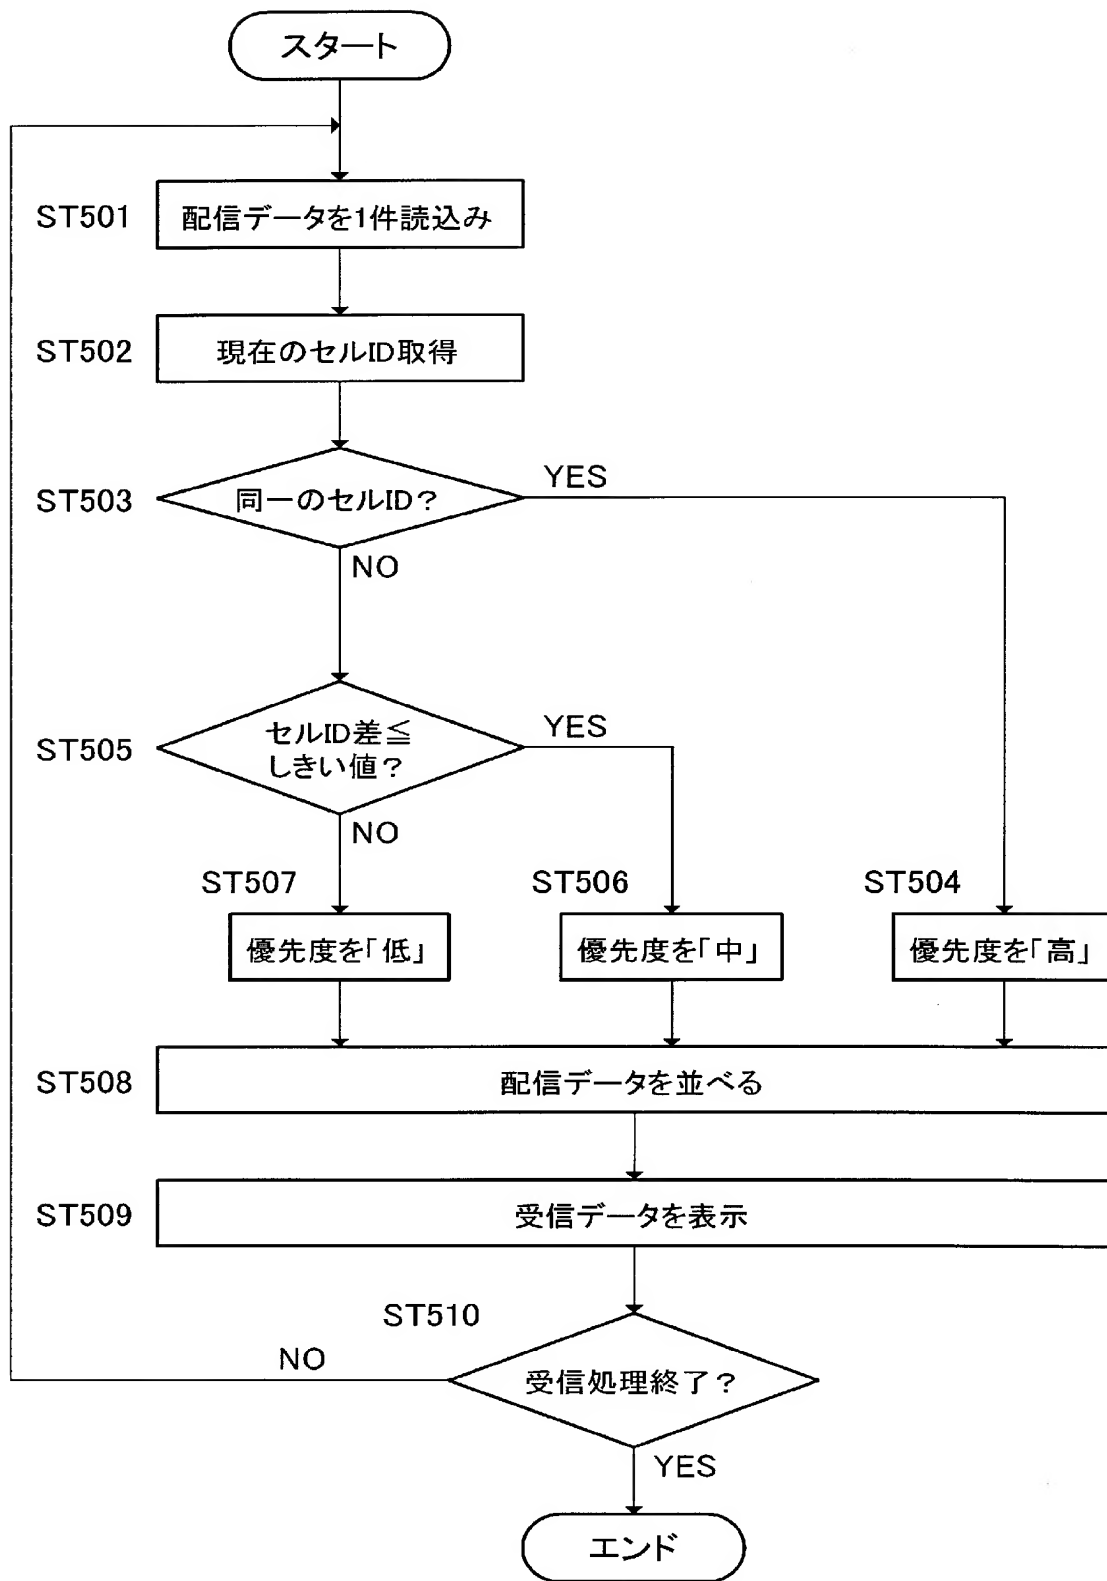 スタート
ST501
配信データを1件読込み
ST502
現在のセルID取得
ST503
同一のセルID?
YES
NO
ST505
セルID差≦
しきい値?
YES
NO
ST507
ST506
ST504
優先度を「低」
優先度を「中」
優先度を「高」
ST508
配信データを並べる
ST509
受信データを表示
ST510
NO
受信処理終了?
YES
エンド